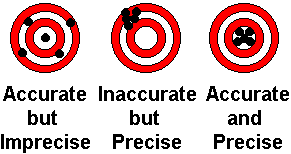 Accurate
but
Imprecise
Inaccurate
but
Precise
Accurate
and
Precise